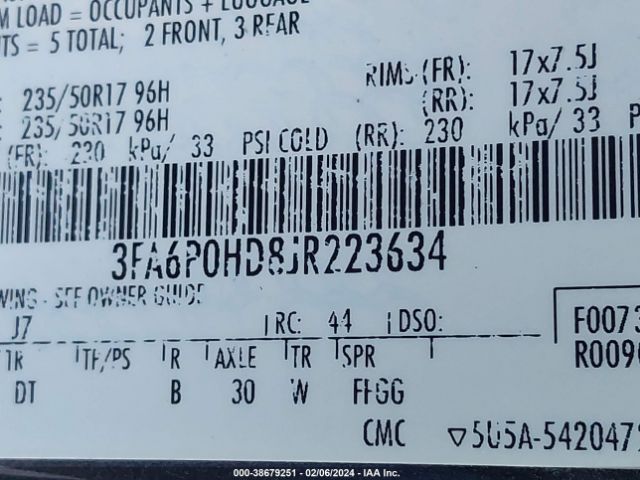 M LOAD = OCCUPANTS + LUGGAGE
NTS = 5 TOTAL; 2 FRONT, 3 REAR
: 235/50R17 96H RIMS (FR): 17x7.5J
: 235/50R17 96H (RR): 17x7.5J
(FR): 230 kPa/ 33 PSI COLD (RR): 230 kPa/ 33 P
3FA6P0HD8JR223634
WING - SEE OWNER GUIDE
J7 RC: 44 DSO: F0073
TR TP/PS R AXLE TR SPR R009
DT B 30 W FFGG
CMC ▽5U5A-5420472
000-38679251 - 02/06/2024 - IAA Inc.